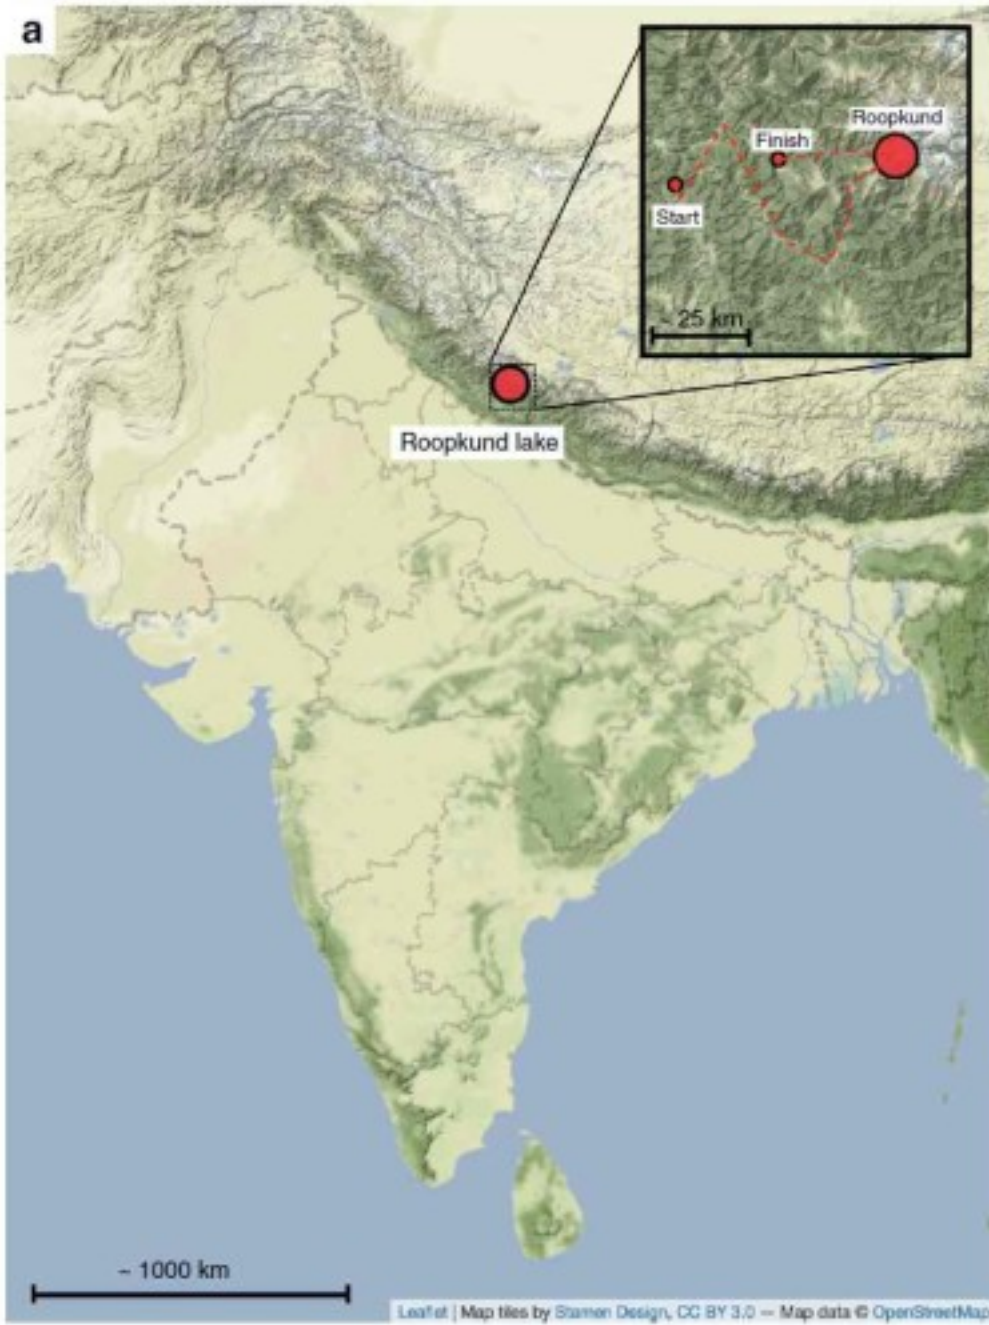 a
Roopkund
Finish
Start
~ 25 km
Roopkund lake
~ 1000 km
Leaflet | Map tiles by Stamen Design, CC BY 3.0 — Map data © OpenStreetMap